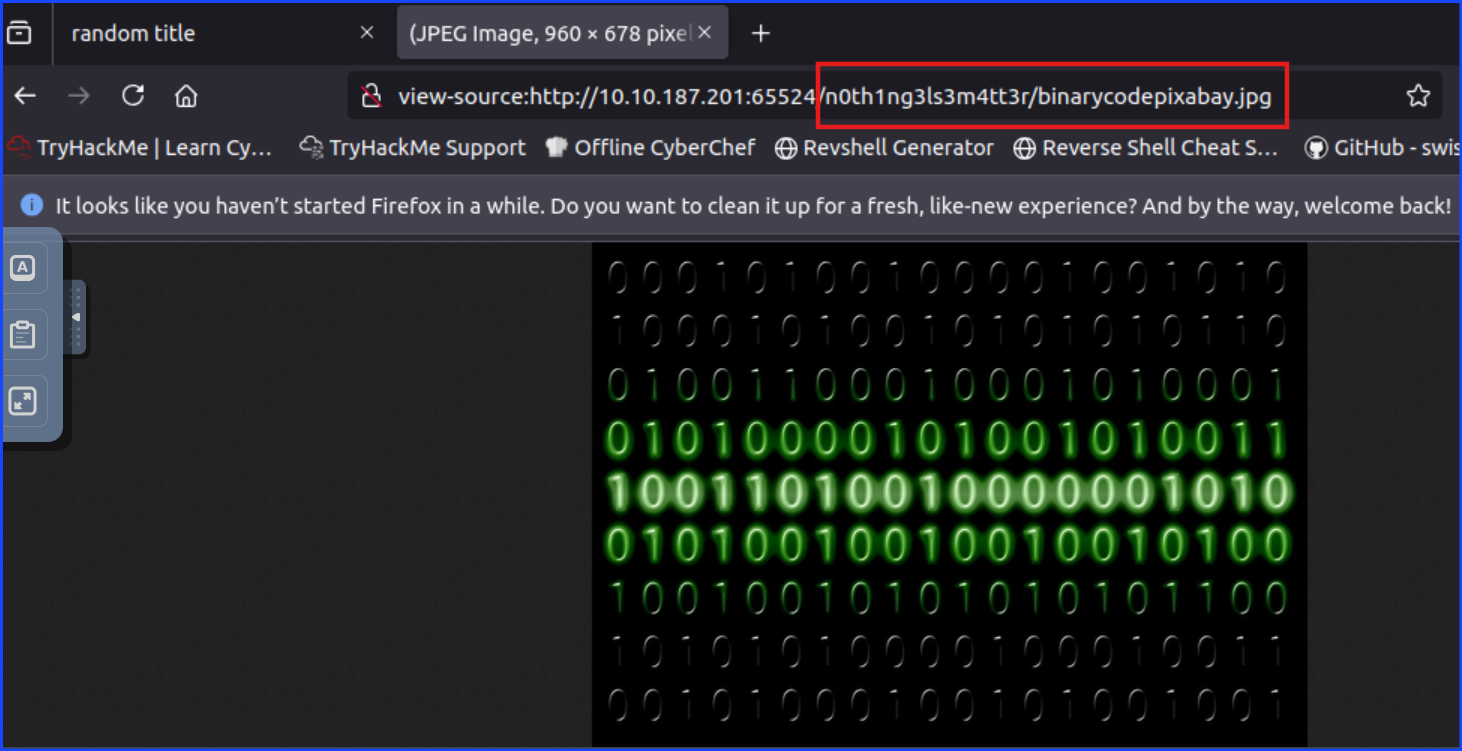 random title
(JPEG Image, 960 × 678 pixel
view-source:http://10.10.187.201:65524/n0th1ng3ls3m4tt3r/binarycodepixabay.jpg
TryHackMe | Learn Cy... TryHackMe Support Offline CyberChef Revshell Generator Reverse Shell Cheat S... GitHub - swis
It looks like you haven't started Firefox in a while. Do you want to clean it up for a fresh, like-new experience? And by the way, welcome back!
A
0 0 0 1 0 1 0 0 1 0 0 0 0 1 0 0 1 0 1 0
1 0 0 0 1 0 1 0 0 1 0 1 0 1 0 1 0 1 1 0
0 1 0 0 1 1 0 0 0 1 0 0 0 1 0 1 0 0 0 1
0 1 0 1 0 0 0 0 1 0 1 0 0 1 0 1 0 0 1 1
1 0 0 1 1 0 1 0 0 1 0 0 0 0 0 0 1 0 1 0
0 1 0 1 0 0 1 0 0 1 0 0 1 0 0 1 0 1 0 0
1 0 0 1 0 0 1 0 1 0 1 0 1 0 1 0 1 1 0 0
1 0 1 0 1 0 1 0 0 0 0 1 0 0 0 1 0 0 1 1
0 0 1 0 1 0 0 0 1 0 0 1 0 1 0 0 1 0 0 1